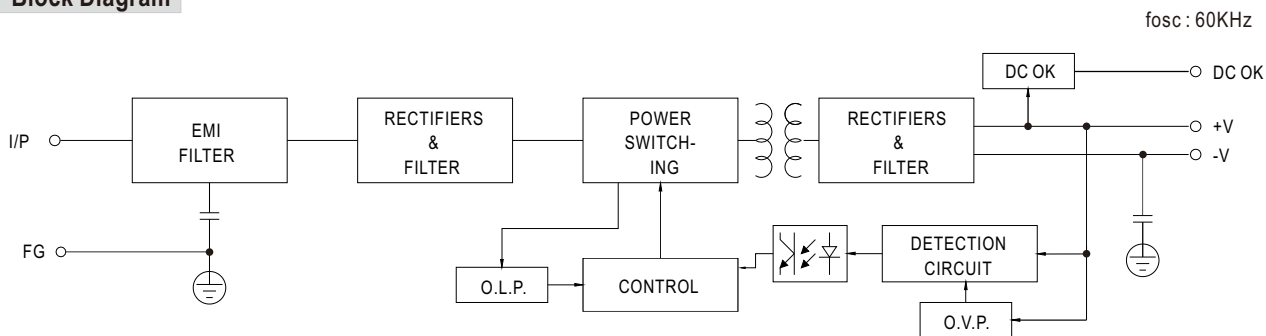 Block Diagram
fosc : 60KHz
DC OK
DC OK
I/P
EMI
FILTER
RECTIFIERS
&
FILTER
POWER
SWITCH-
ING
RECTIFIERS
&
FILTER
+V
-V
FG
O.L.P.
CONTROL
DETECTION
CIRCUIT
O.V.P.